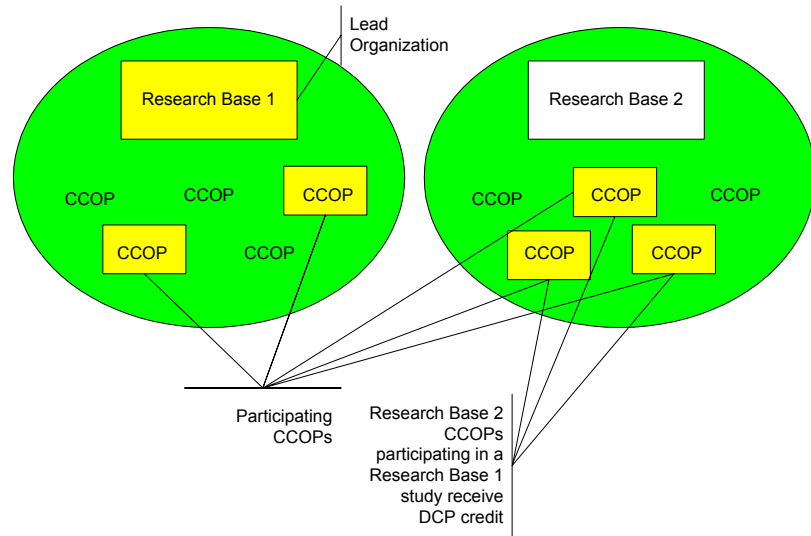 Lead
Organization
Research Base 1
Research Base 2
CCOP
CCOP
CCOP
CCOP
CCOP
CCOP
CCOP
CCOP
CCOP
CCOP
Participating
CCOPs
Research Base 2
CCOPs
participating in a
Research Base 1
study receive
DCP credit